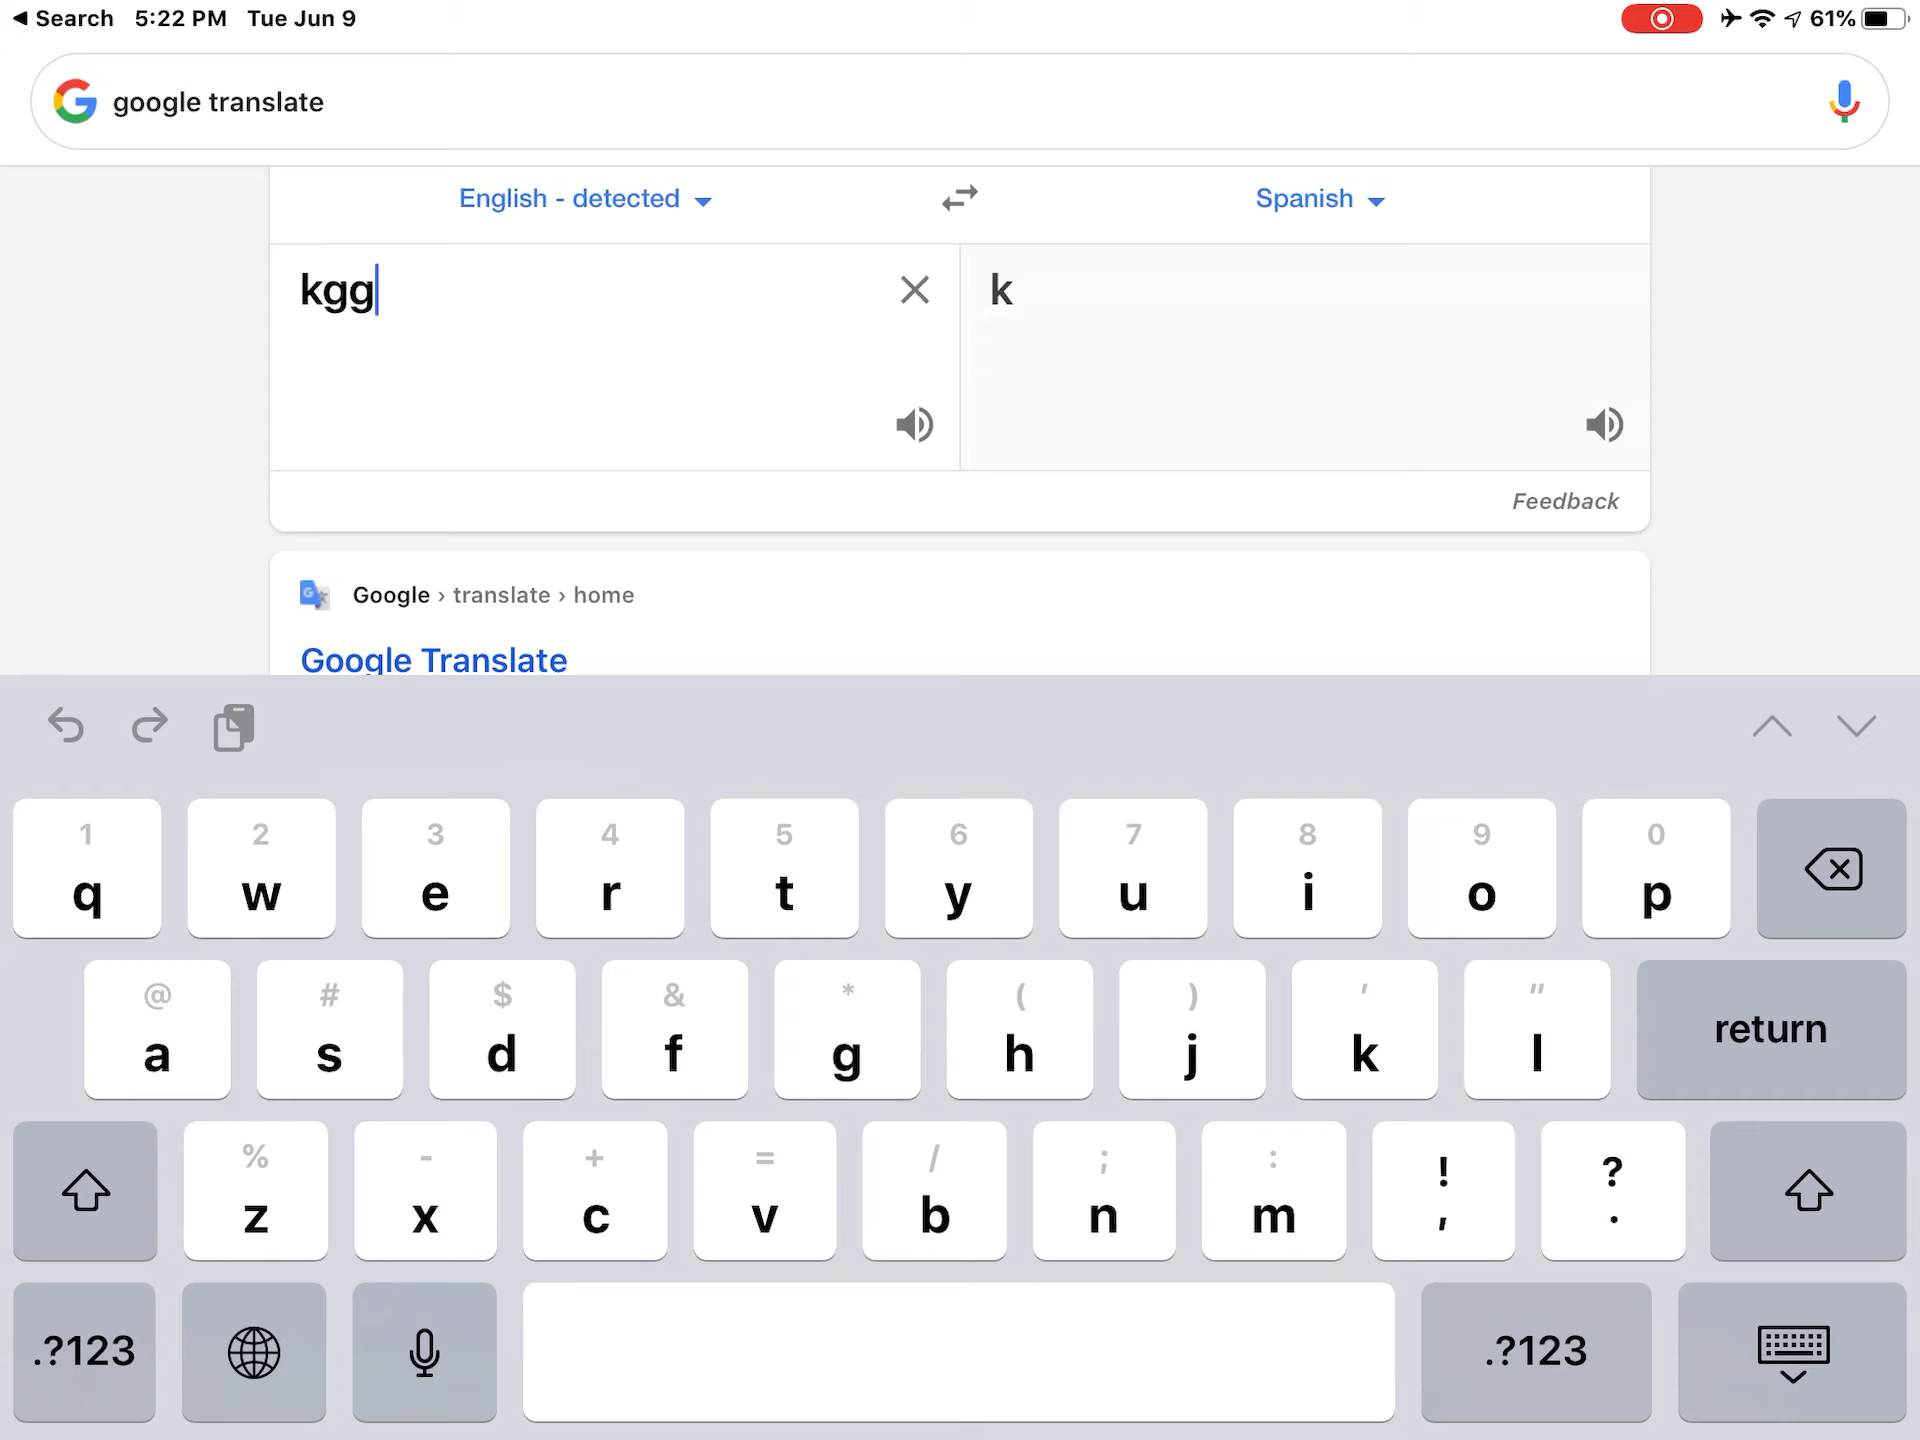 Search 5:22 PM Tue Jun 9 61%
google translate
English - detected Spanish
kgg k
Feedback
Google › translate › home
Google Translate
1 2 3 4 5 6 7 8 9 0
q w e r t y u i o p
@ # $ & * ( ) ' "
a s d f g h j k l return
% - + = / ; : ! ?
z x c v b n m , .
.?123 .?123